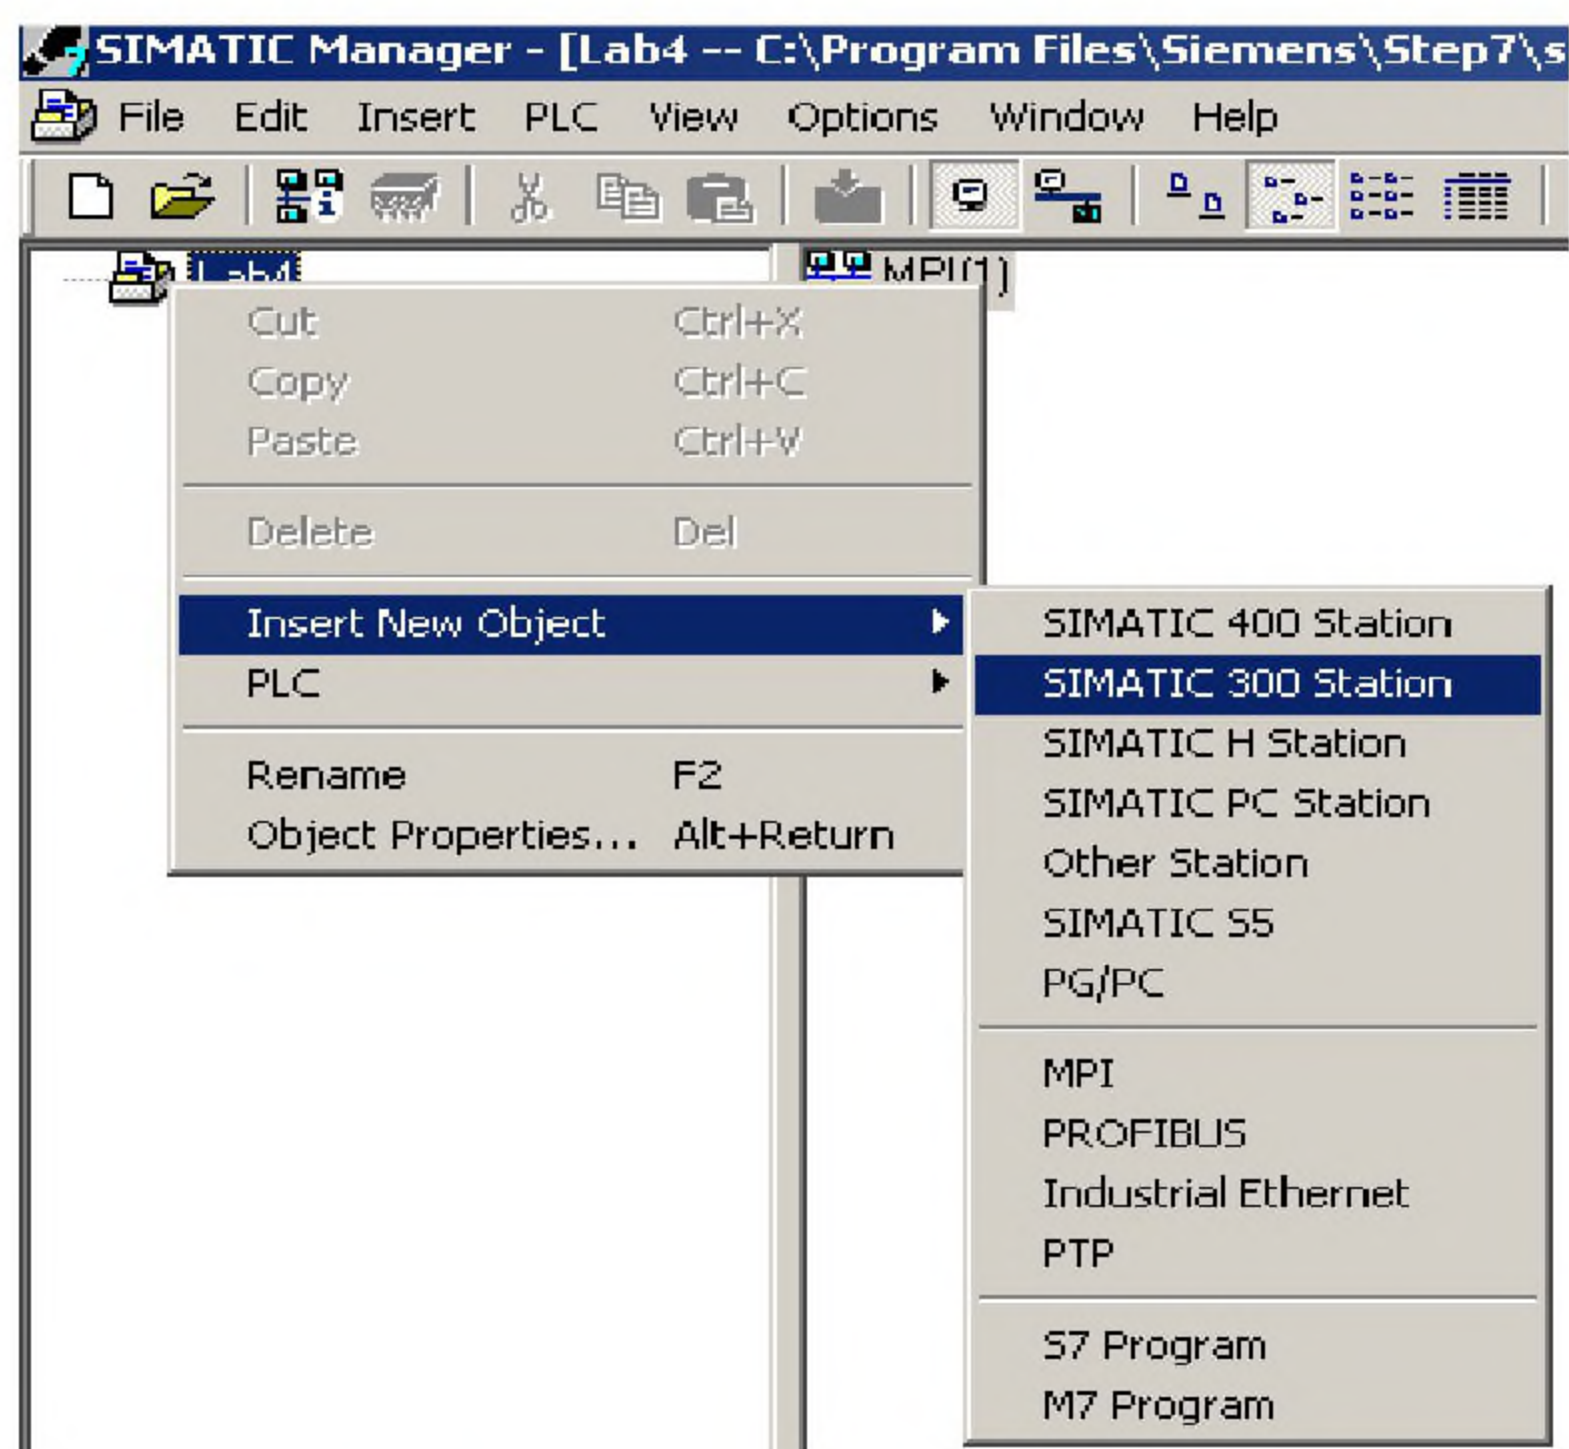 SIMATIC Manager - [Lab4 -- C:\Program Files\Siemens\Step7\s
File Edit Insert PLC View Options Window Help
Lab4
MPI(1)
Cut Ctrl+X
Copy Ctrl+C
Paste Ctrl+V
Delete Del
Insert New Object
PLC
Rename F2
Object Properties... Alt+Return
SIMATIC 400 Station
SIMATIC 300 Station
SIMATIC H Station
SIMATIC PC Station
Other Station
SIMATIC S5
PG/PC
MPI
PROFIBUS
Industrial Ethernet
PTP
S7 Program
M7 Program